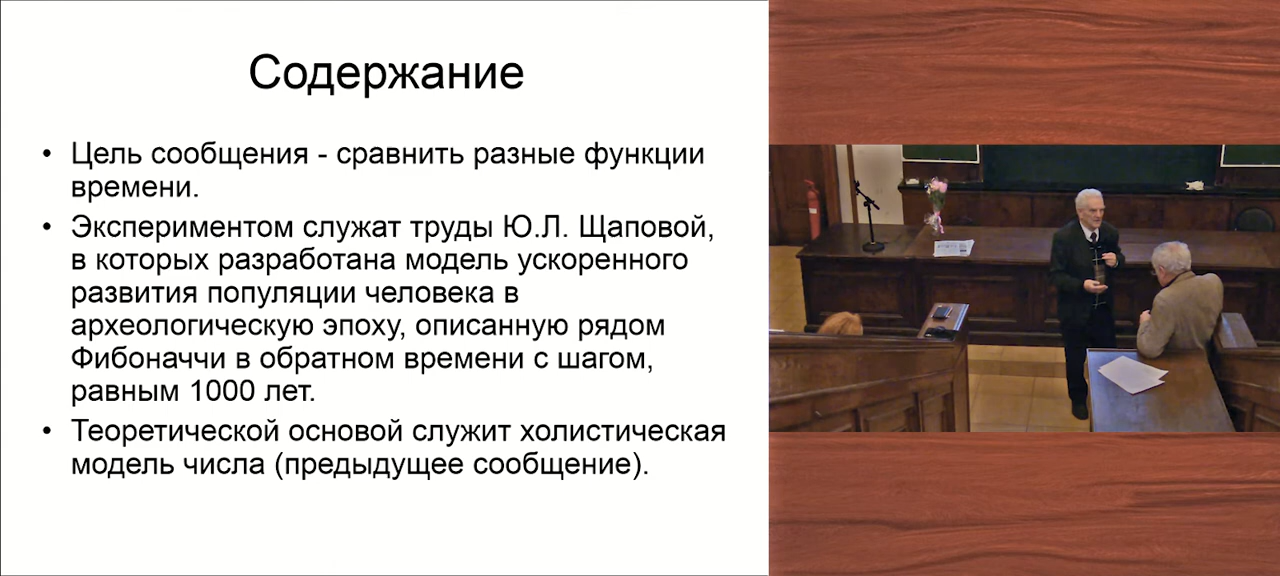 Содержание
• Цель сообщения - сравнить разные функции
времени.
• Экспериментом служат труды Ю.Л. Щаповой,
в которых разработана модель ускоренного
развития популяции человека в
археологическую эпоху, описанную рядом
Фибоначчи в обратном времени с шагом,
равным 1000 лет.
• Теоретической основой служит холистическая
модель числа (предыдущее сообщение).